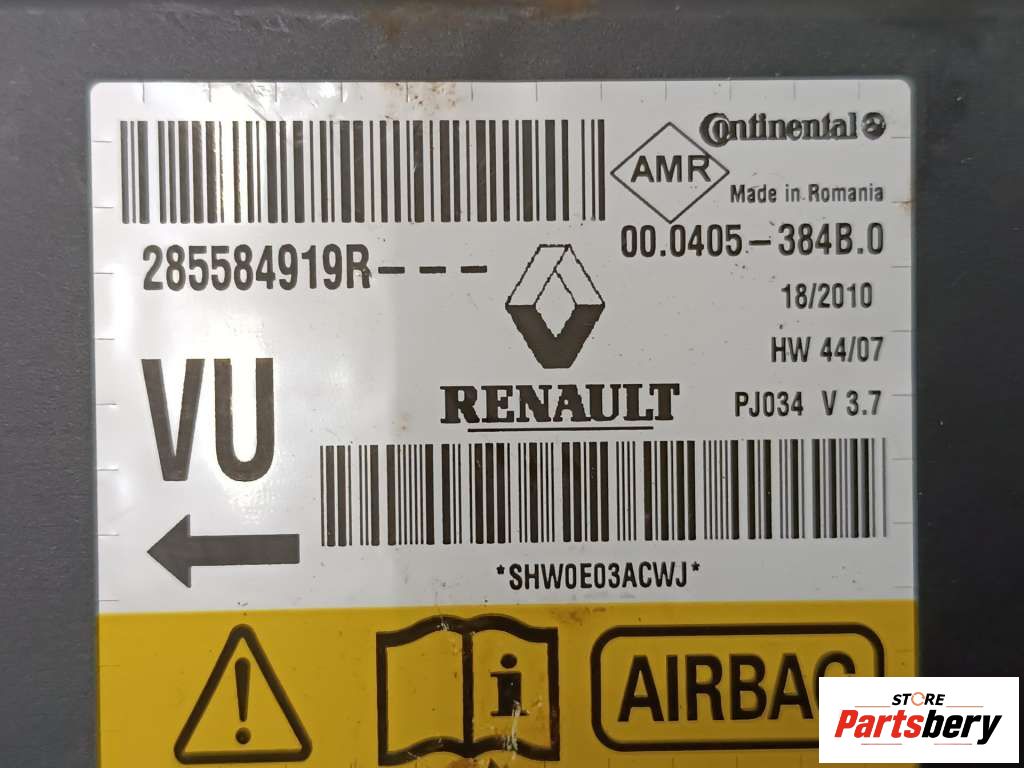 Continental
AMR
Made in Romania
285584919R---
00.0405-384B.0
18/2010
HW 44/07
VU
RENAULT
PJ034 V 3.7
*SHW0E03ACWJ*
i
AIRBAG
STORE
Partsbery